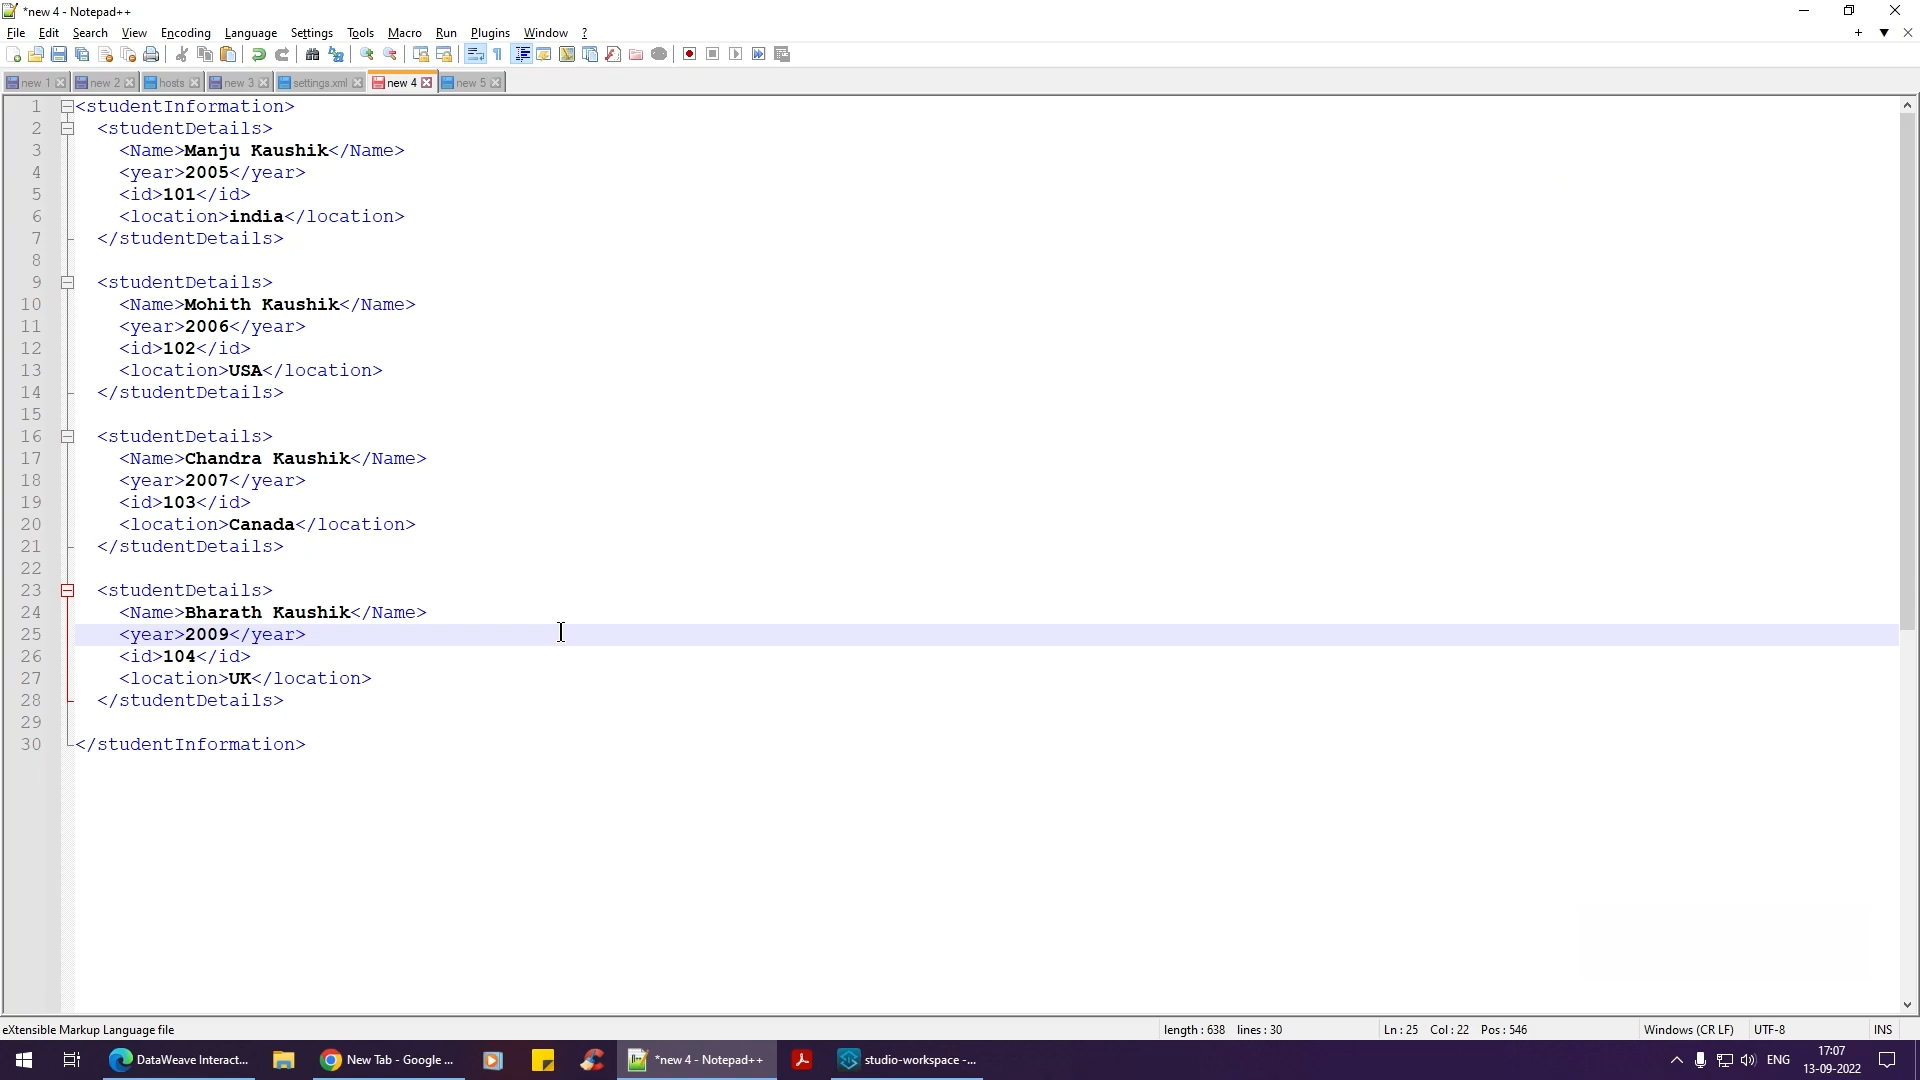 *new 4 - Notepad++
File Edit Search View Encoding Language Settings Tools Macro Run Plugins Window ?
new 1 new 2 hosts new 3 settings.xml new 4 new 5
1 <studentInformation>
2 <studentDetails>
3 <Name>Manju Kaushik</Name>
4 <year>2005</year>
5 <id>101</id>
6 <location>india</location>
7 </studentDetails>
8
9 <studentDetails>
10 <Name>Mohith Kaushik</Name>
11 <year>2006</year>
12 <id>102</id>
13 <location>USA</location>
14 </studentDetails>
15
16 <studentDetails>
17 <Name>Chandra Kaushik</Name>
18 <year>2007</year>
19 <id>103</id>
20 <location>Canada</location>
21 </studentDetails>
22
23 <studentDetails>
24 <Name>Bharath Kaushik</Name>
25 <year>2009</year>
26 <id>104</id>
27 <location>UK</location>
28 </studentDetails>
29
30 </studentInformation>
eXtensible Markup Language file length : 638 lines : 30 Ln : 25 Col : 22 Pos : 546 Windows (CR LF) UTF-8 INS
DataWeave Interact... New Tab - Google ... *new 4 - Notepad++ studio-workspace -... ENG 17:07
13-09-2022